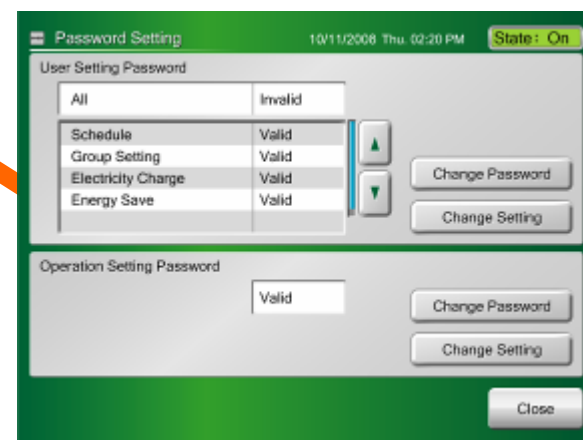 Password Setting 10/11/2008 Thu. 02:20 PM State: On
User Setting Password
All Invalid
Schedule Valid
Group Setting Valid
Electricity Charge Valid
Energy Save Valid
Change Password
Change Setting
Operation Setting Password
Valid
Change Password
Change Setting
Close